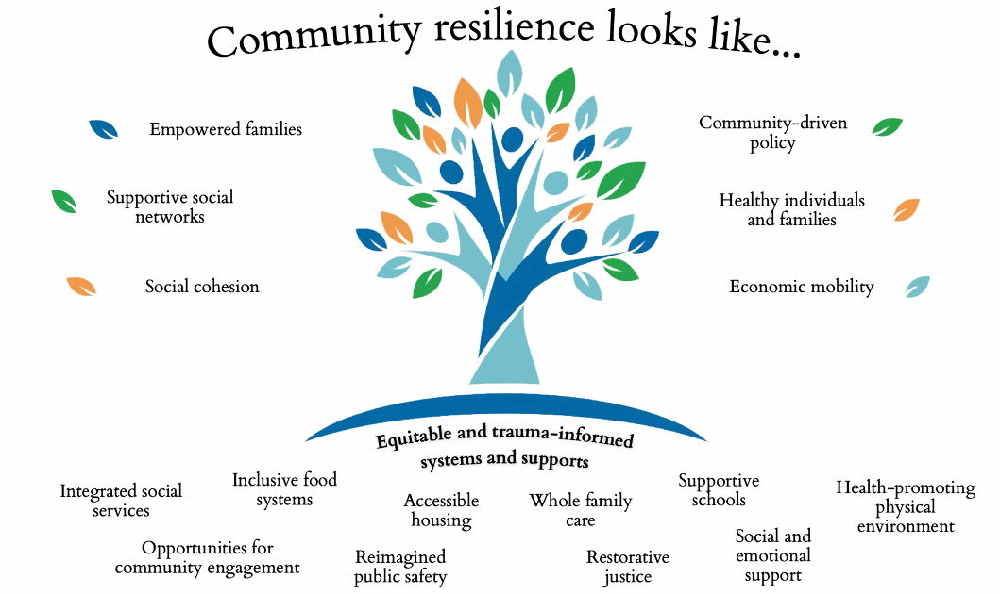 Community resilience looks like...
Empowered families
Supportive social
networks
Social cohesion
Community-driven
policy
Healthy individuals
and families
Economic mobility
Equitable and trauma-informed
systems and supports
Integrated social
services
Inclusive food
systems
Accessible
housing
Whole family
care
Supportive
schools
Health-promoting
physical
environment
Opportunities for
community engagement
Reimagined
public safety
Restorative
justice
Social and
emotional
support